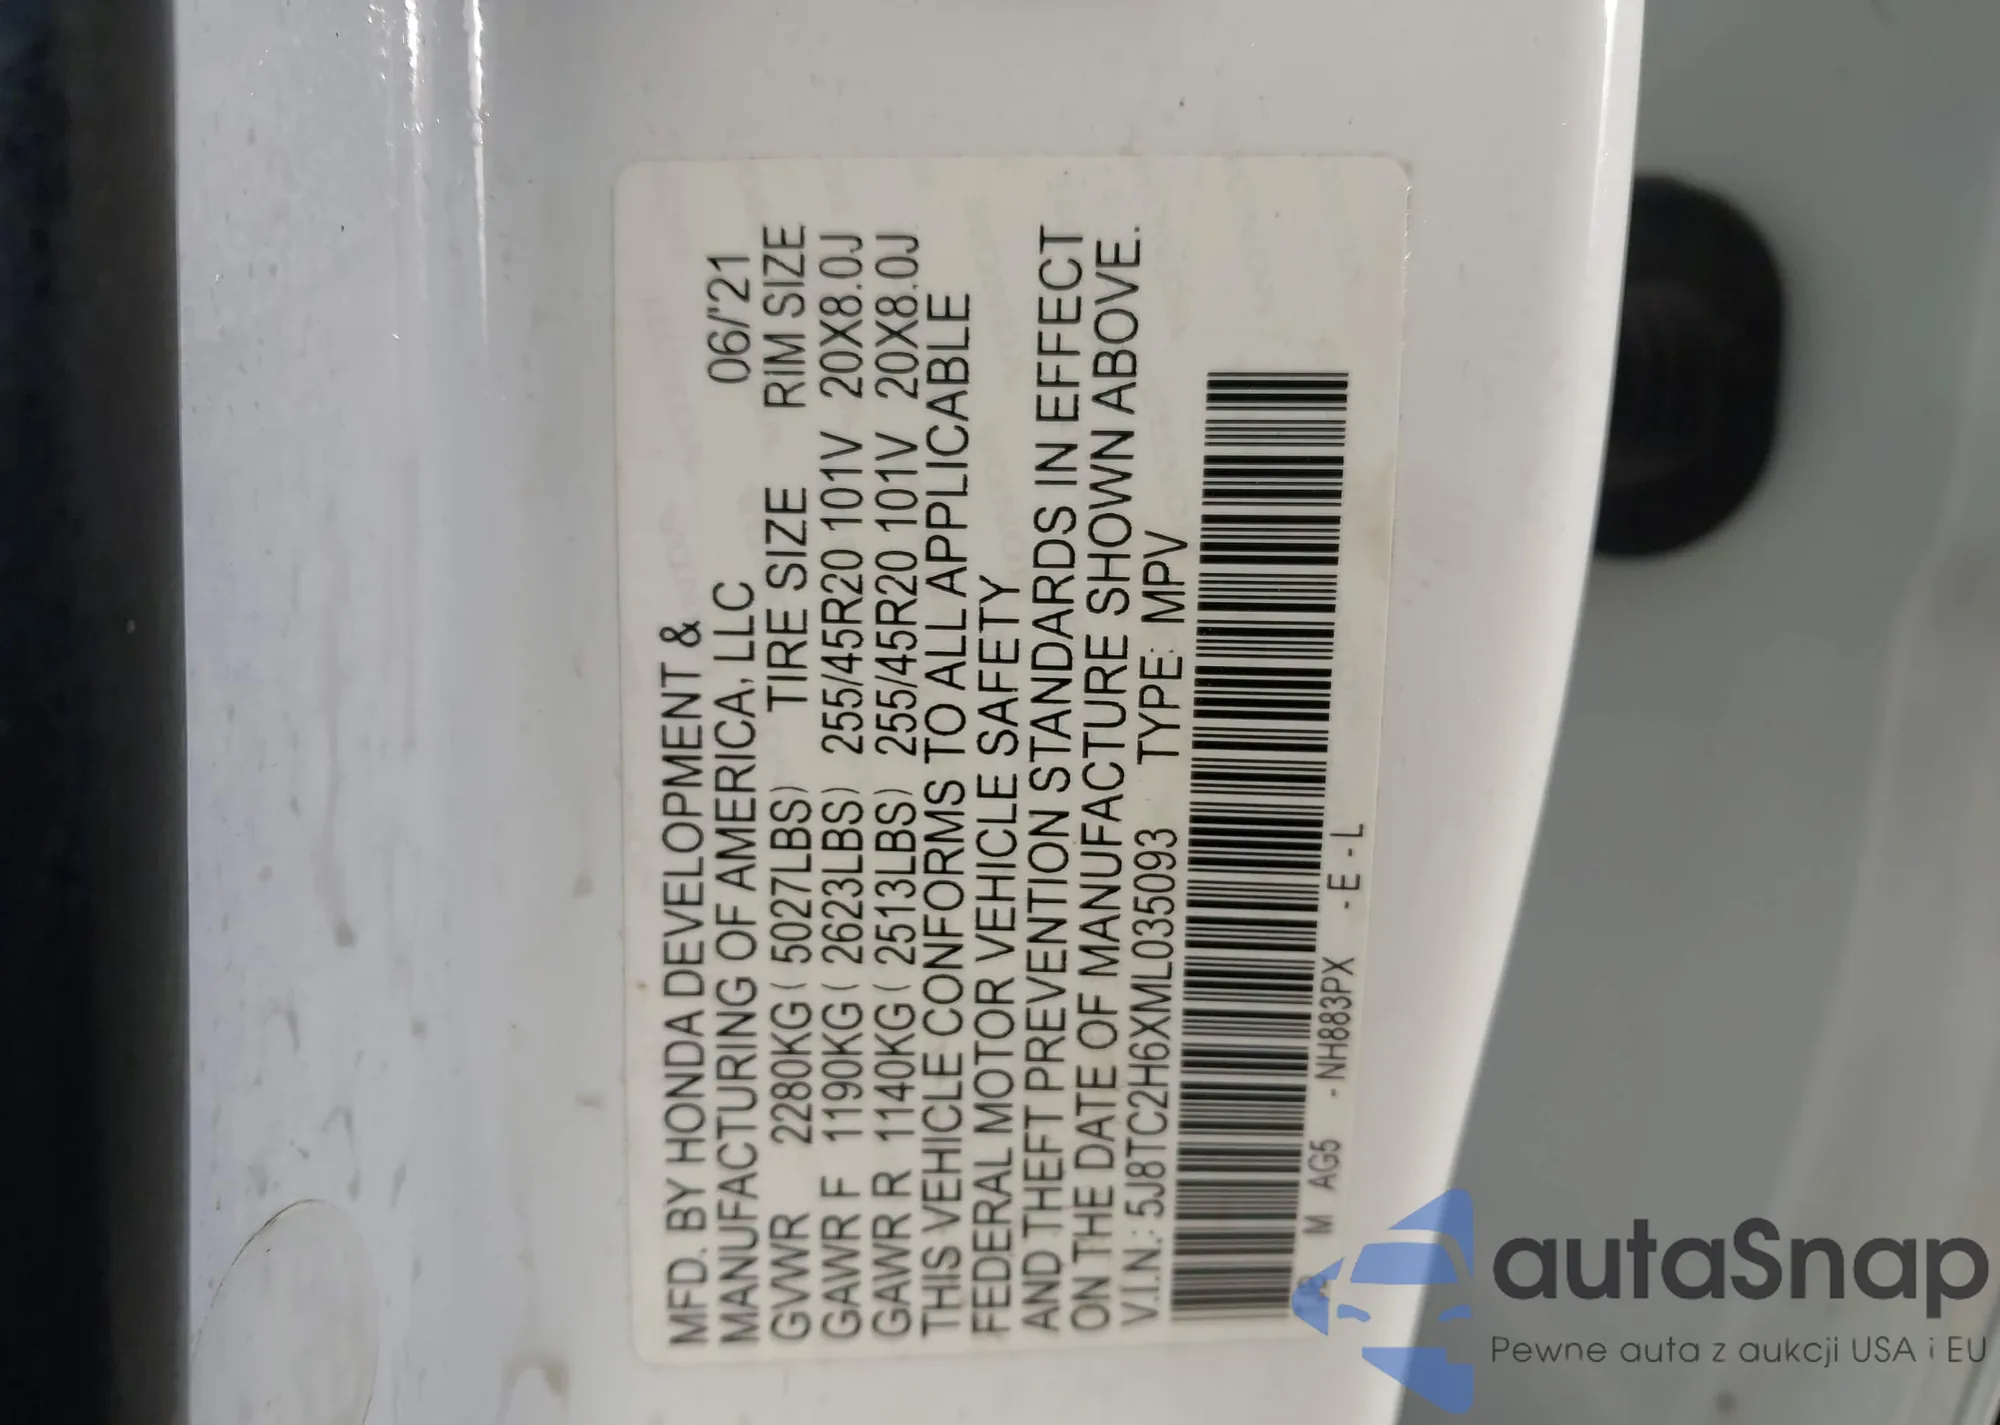 MFD. BY HONDA DEVELOPMENT &
MANUFACTURING OF AMERICA, LLC 06/'21
GVWR 2280KG ( 5027LBS) TIRE SIZE RIM SIZE
GAWR F 1190KG ( 2623LBS) 255/45R20 101V 20X8.0J
GAWR R 1140KG ( 2513LBS) 255/45R20 101V 20X8.0J
THIS VEHICLE CONFORMS TO ALL APPLICABLE
FEDERAL MOTOR VEHICLE SAFETY
AND THEFT PREVENTION STANDARDS IN EFFECT
ON THE DATE OF MANUFACTURE SHOWN ABOVE.
V.I.N.: 5J8TC2H6XML035093 TYPE: MPV
M AG5 -NH883PX -E-L
autaSnap
Pewne auta z aukcji USA i EU